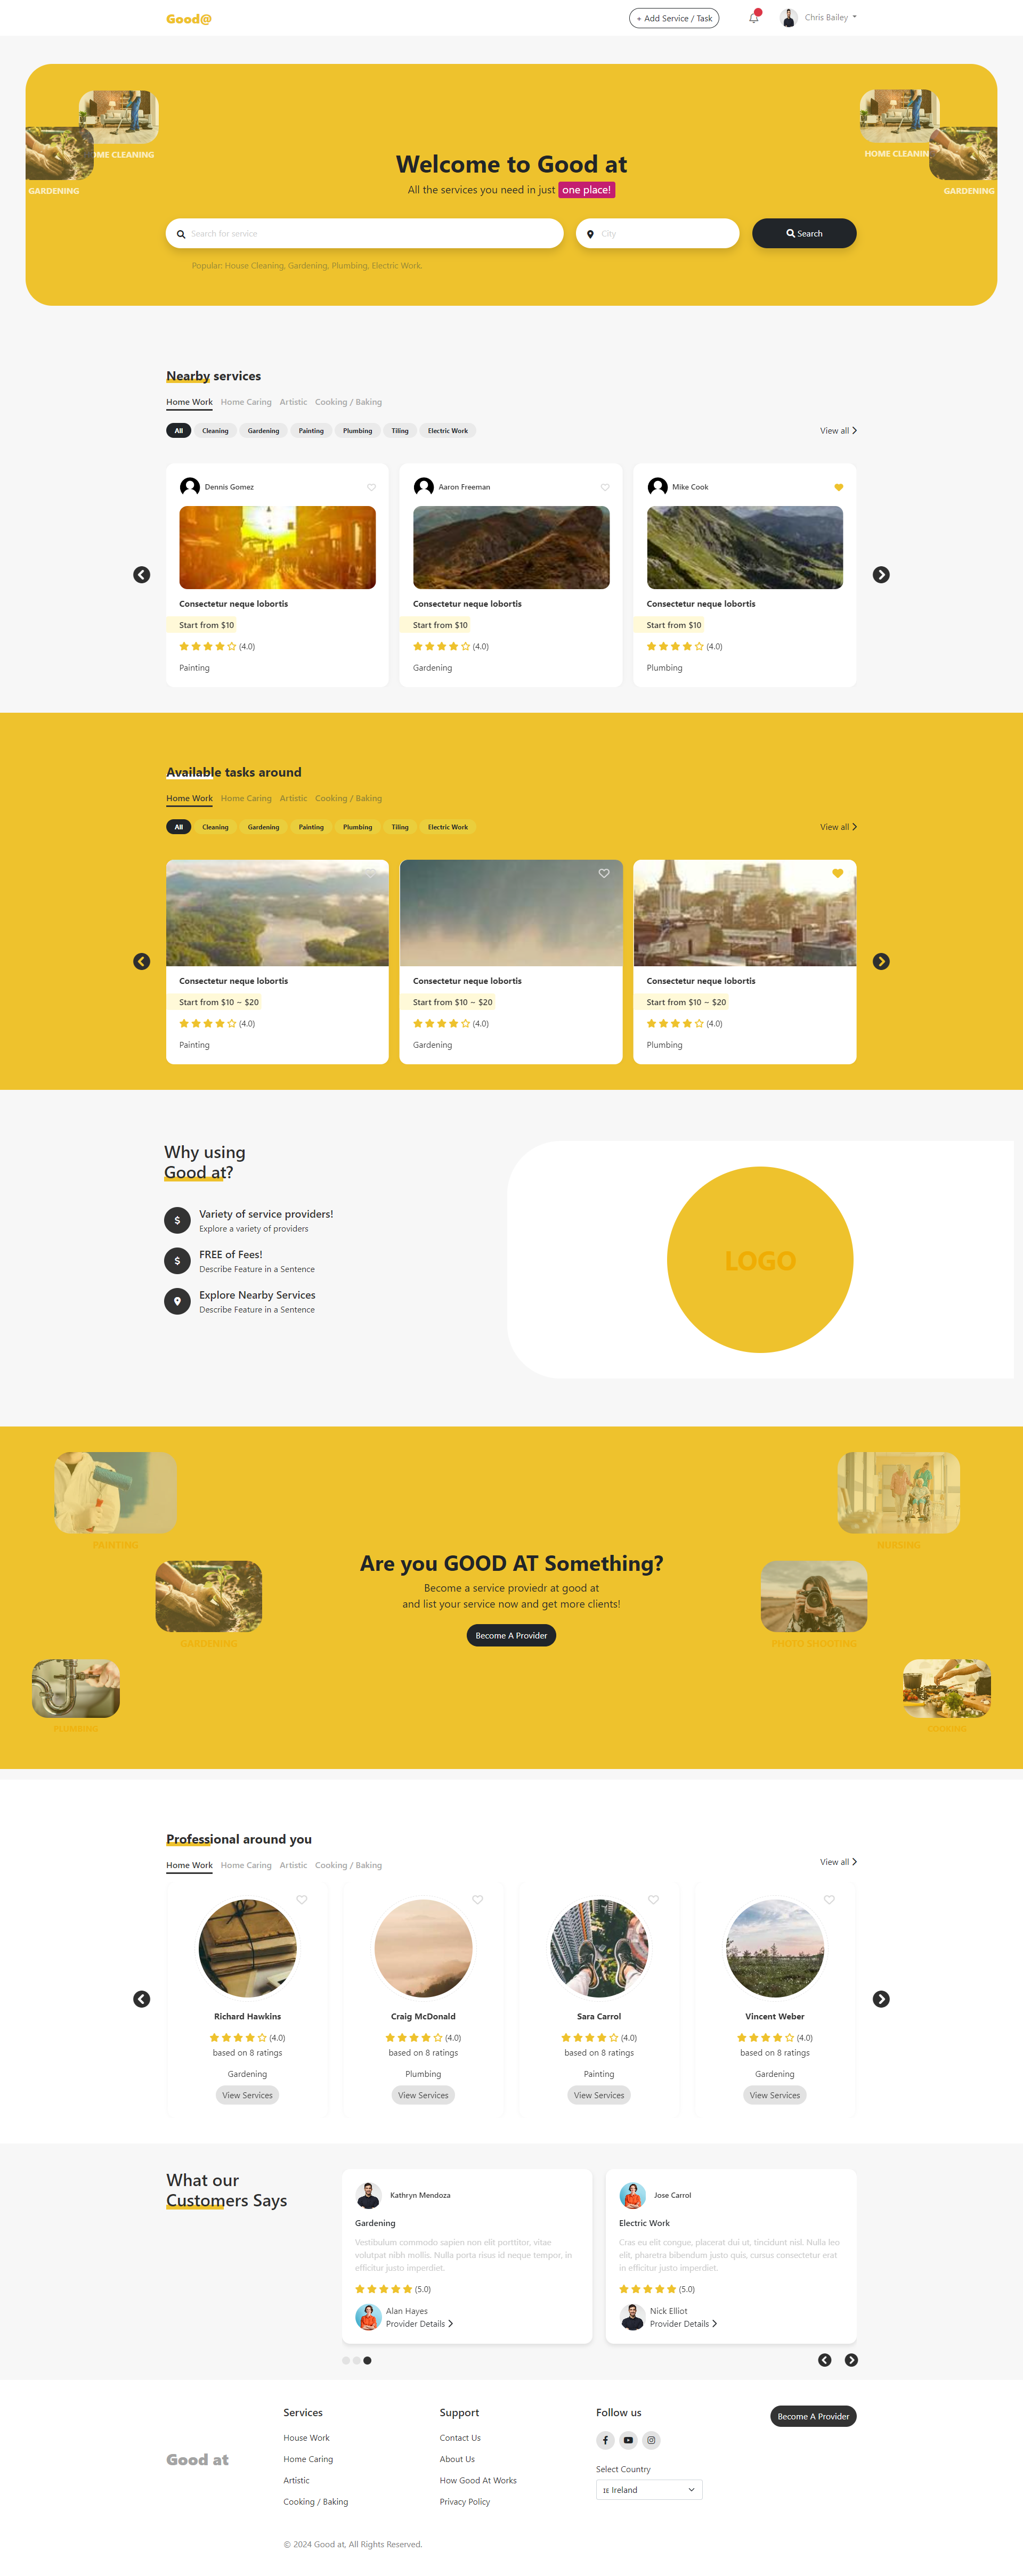 Good@
+ Add Service / Task
Chris Bailey
HOME CLEANING
GARDENING
HOME CLEANING
GARDENING
Welcome to Good at
All the services you need in just one place!
Search for service
City
Search
Popular: House Cleaning, Gardening, Plumbing, Electric Work.
Nearby services
Home Work Home Caring Artistic Cooking / Baking
All Cleaning Gardening Painting Plumbing Tiling Electric Work
View all
Dennis Gomez
Consectetur neque lobortis
Start from $10
(4.0)
Painting
Aaron Freeman
Consectetur neque lobortis
Start from $10
(4.0)
Gardening
Mike Cook
Consectetur neque lobortis
Start from $10
(4.0)
Plumbing
Available tasks around
Home Work Home Caring Artistic Cooking / Baking
All Cleaning Gardening Painting Plumbing Tiling Electric Work
View all
Consectetur neque lobortis
Start from $10 ~ $20
(4.0)
Painting
Consectetur neque lobortis
Start from $10 ~ $20
(4.0)
Gardening
Consectetur neque lobortis
Start from $10 ~ $20
(4.0)
Plumbing
Why using
Good at?
Variety of service providers!
Explore a variety of providers
FREE of Fees!
Describe Feature in a Sentence
Explore Nearby Services
Describe Feature in a Sentence
LOGO
PAINTING
GARDENING
PLUMBING
Are you GOOD AT Something?
Become a service proviedr at good at
and list your service now and get more clients!
Become A Provider
NURSING
PHOTO SHOOTING
COOKING
Professional around you
Home Work Home Caring Artistic Cooking / Baking
View all
Richard Hawkins
(4.0)
based on 8 ratings
Gardening
View Services
Craig McDonald
(4.0)
based on 8 ratings
Plumbing
View Services
Sara Carrol
(4.0)
based on 8 ratings
Painting
View Services
Vincent Weber
(4.0)
based on 8 ratings
Gardening
View Services
What our
Customers Says
Kathryn Mendoza
Gardening
Vestibulum commodo sapien non elit porttitor, vitae
volutpat nibh mollis. Nulla porta risus id neque tempor, in
efficitur justo imperdiet.
(5.0)
Alan Hayes
Provider Details
Jose Carrol
Electric Work
Cras eu elit congue, placerat dui ut, tincidunt nisl. Nulla leo
elit, pharetra bibendum justo quis, cursus consectetur erat
in efficitur justo imperdiet.
(5.0)
Nick Elliot
Provider Details
Good at
Services
House Work
Home Caring
Artistic
Cooking / Baking
Support
Contact Us
About Us
How Good At Works
Privacy Policy
Follow us
Select Country
IE Ireland
Become A Provider
© 2024 Good at, All Rights Reserved.